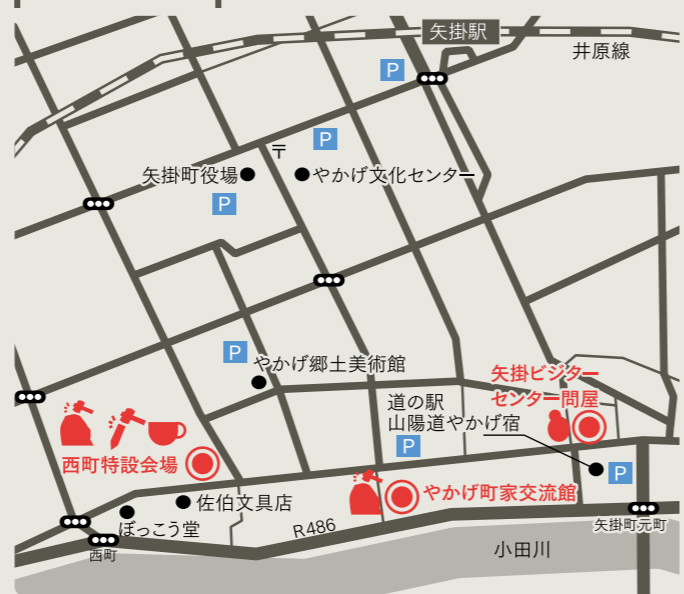 矢掛駅
井原線
P
P
〒
矢掛町役場
やかげ文化センター
P
P
やかげ郷土美術館
矢掛ビジター
センター問屋
道の駅
山陽道やかげ宿
P
西町特設会場
P
やかげ町家交流館
佐伯文具店
ぼっこう堂
R486
矢掛町元町
西町
小田川